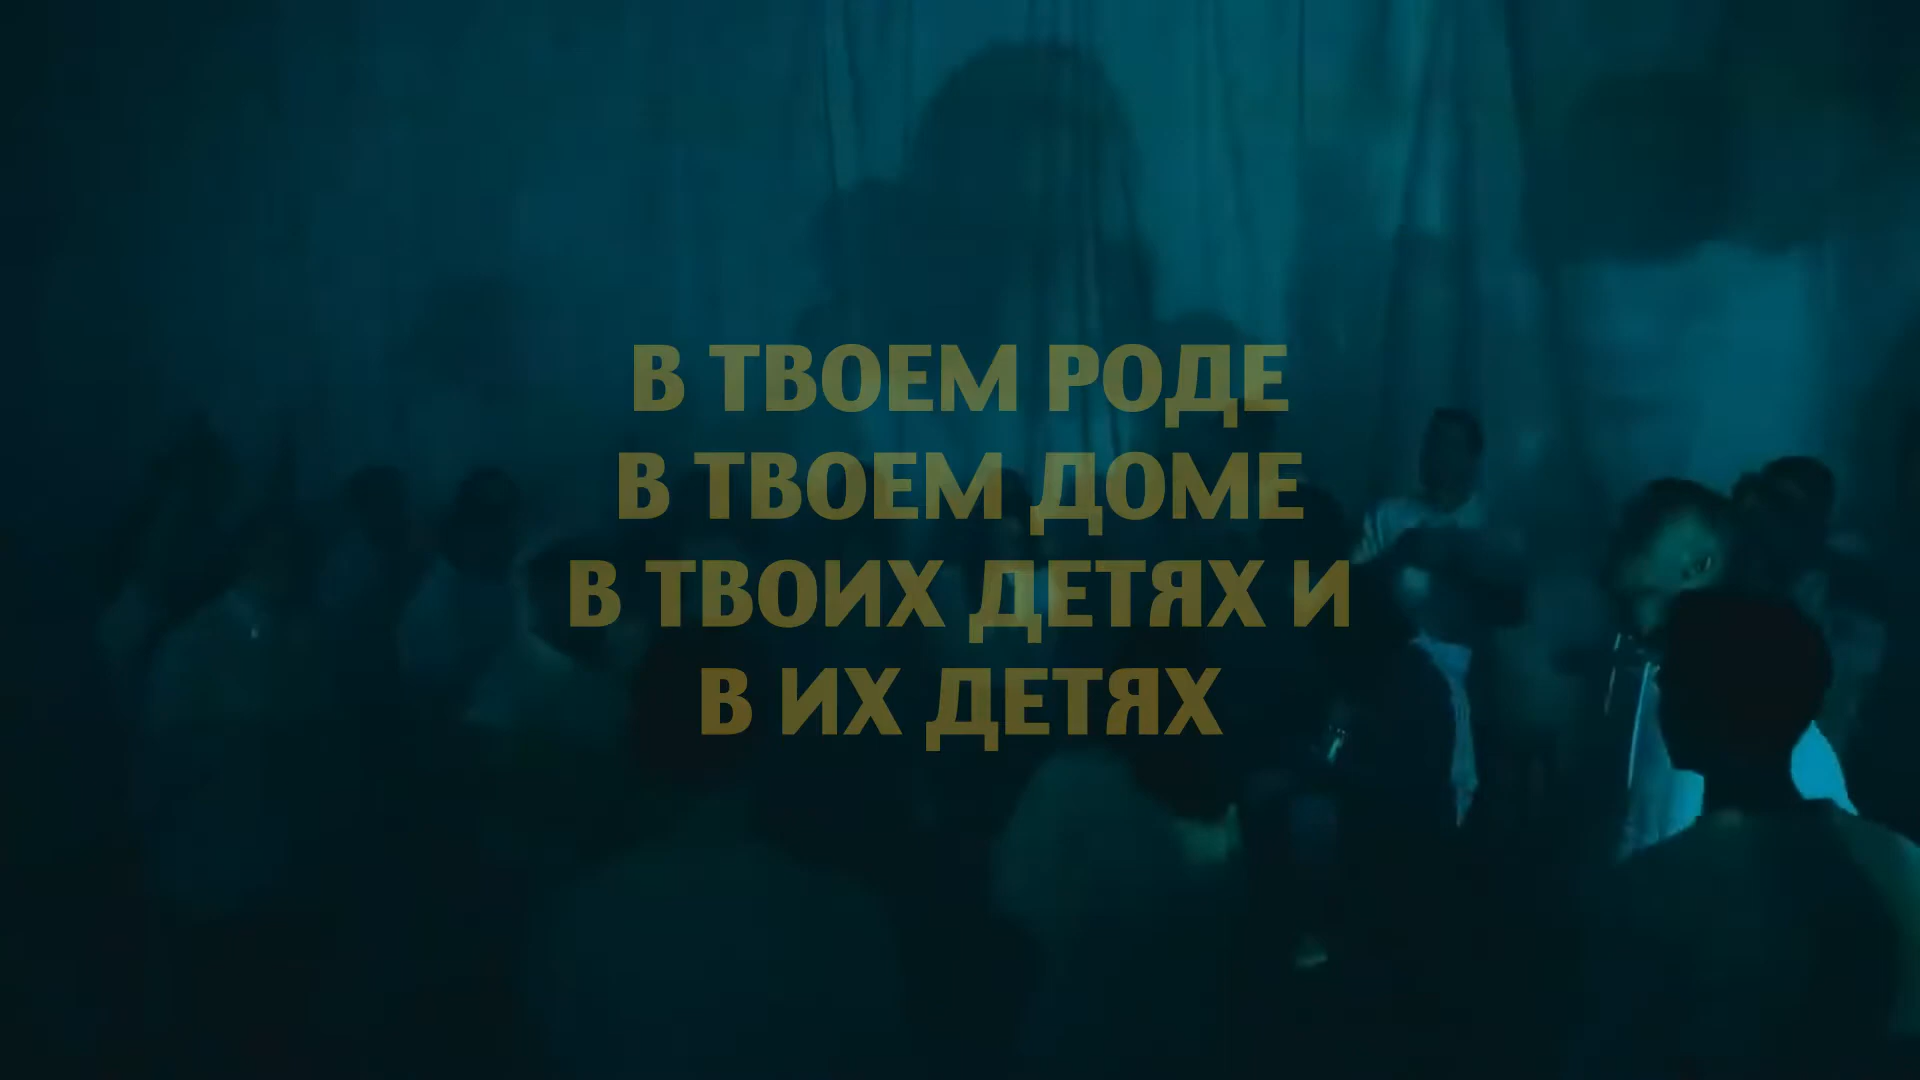 В ТВОЕМ РОДЕ
В ТВОЕМ ДОМЕ
В ТВОИХ ДЕТЯХ И
В ИХ ДЕТЯХ